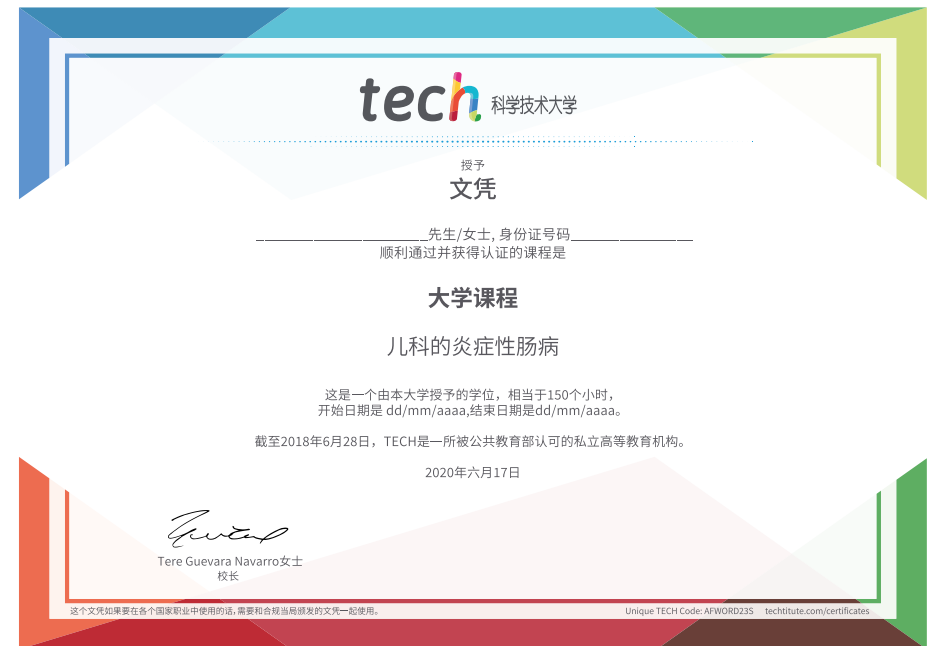 tech 科学技术大学
授予
文凭
______________________先生/女士, 身份证号码________________
顺利通过并获得认证的课程是
大学课程
儿科的炎症性肠病
这是一个由本大学授予的学位，相当于150个小时，
开始日期是 dd/mm/aaaa,结束日期是dd/mm/aaaa。
截至2018年6月28日，TECH是一所被公共教育部认可的私立高等教育机构。
2020年六月17日
Tere Guevara Navarro女士
校长
这个文凭如果要在各个国家职业中使用的话,需要和合规当局颁发的文凭一起使用。
Unique TECH Code: AFWORD23S techtitute.com/certificates